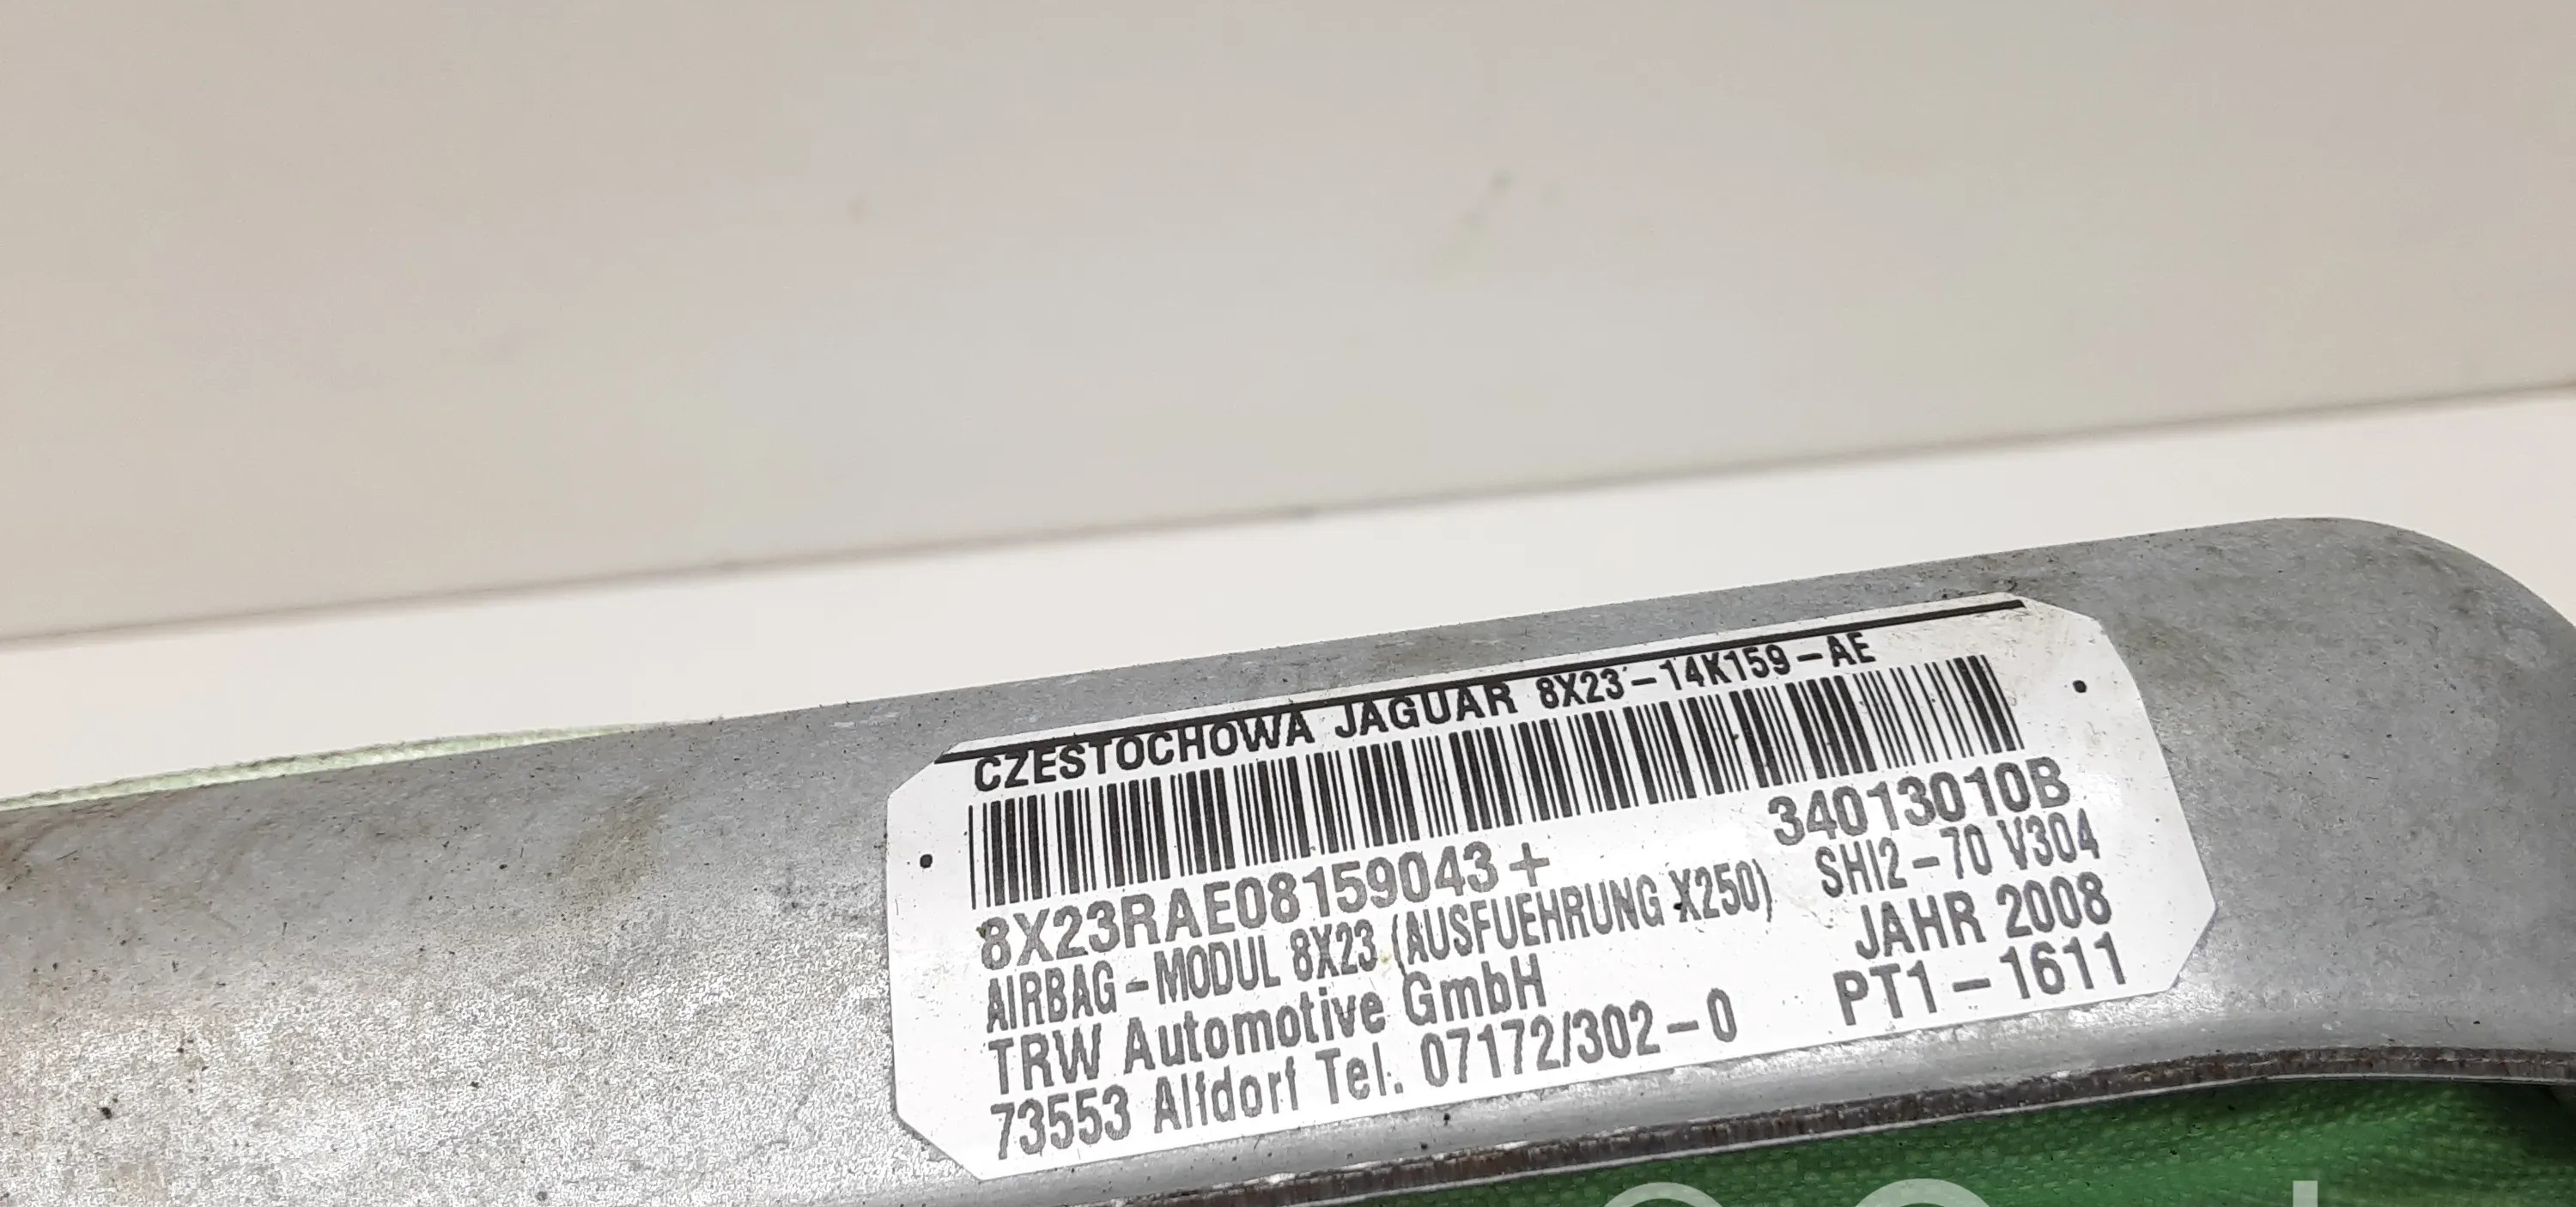 CZESTOCHOWA JAGUAR 8X23-14K159-AE
8X23RAE08159043+ 34013010B
AIRBAG-MODUL 8X23 (AUSFUEHRUNG X250) SHI2-70 V304
TRW Automotive GmbH JAHR 2008
73553 Alfdorf Tel. 07172/302-0 PT1-1611